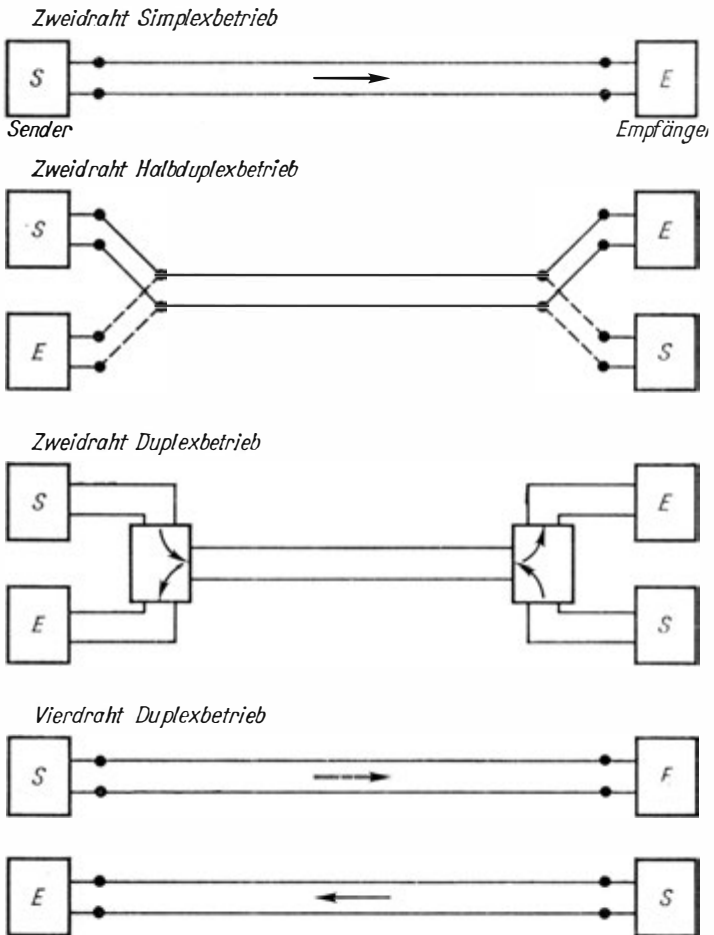 Zweidraht Simplexbetrieb
S E
Sender Empfänger
Zweidraht Halbduplexbetrieb
S E
E S
Zweidraht Duplexbetrieb
S E
E S
Vierdraht Duplexbetrieb
S E
E S